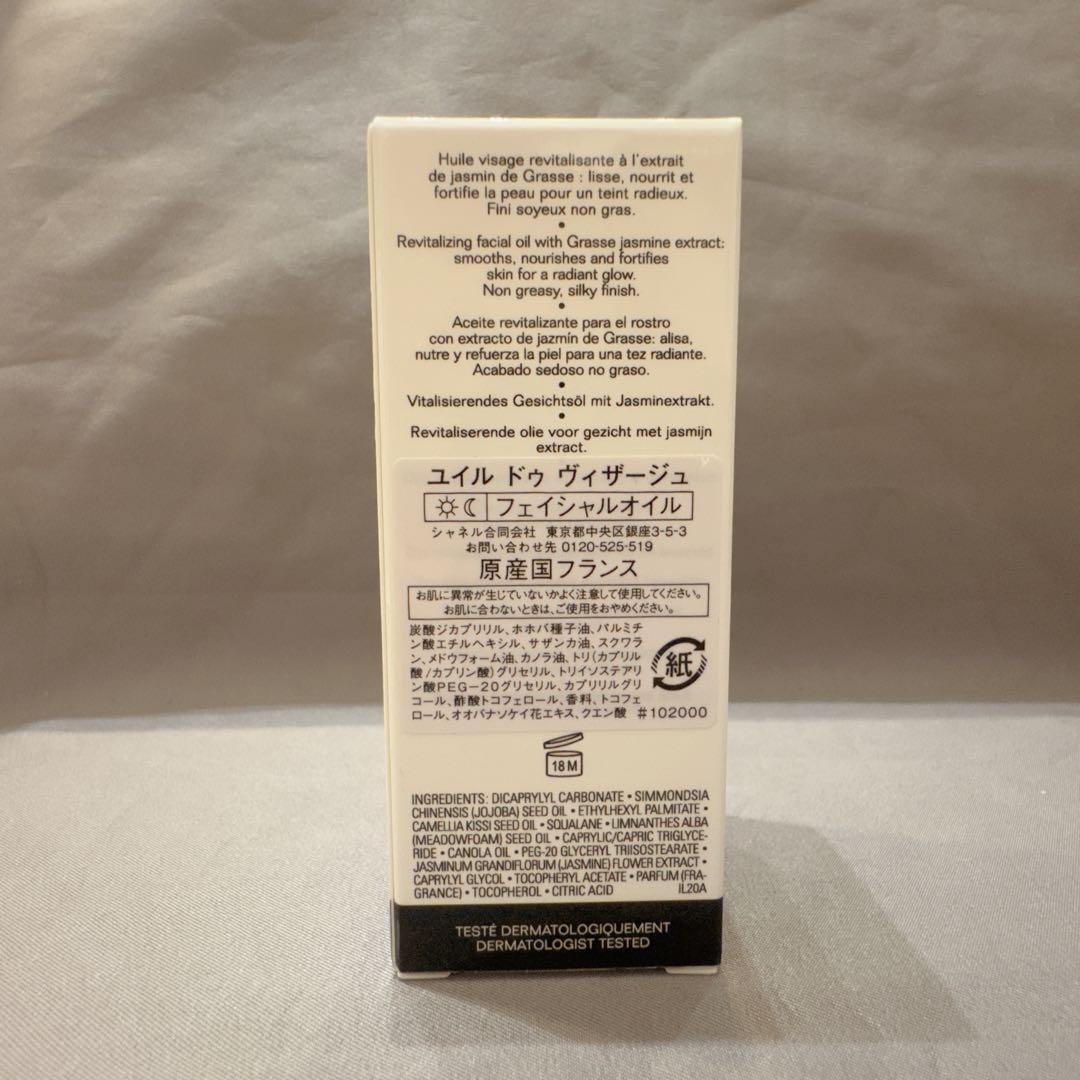 Huile visage revitalisante à l'extrait
de jasmin de Grasse : lisse, nourrit et
fortifie la peau pour un teint radieux.
Fini soyeux non gras.
•
Revitalizing facial oil with Grasse jasmine extract:
smooths, nourishes and fortifies
skin for a radiant glow.
Non greasy, silky finish.
•
Aceite revitalizante para el rostro
con extracto de jazmín de Grasse: alisa,
nutre y refuerza la piel para una tez radiante.
Acabado sedoso no graso.
•
Vitalisierendes Gesichtsöl mit Jasminextrakt.
•
Revitaliserende olie voor gezicht met jasmijn
extract.
ユイル ドゥ ヴィザージュ
フェイシャルオイル
シャネル合同会社 東京都中央区銀座3-5-3
お問い合わせ先 0120-525-519
原産国フランス
お肌に異常が生じていないかよく注意して使用してください。
お肌に合わないときは、ご使用をおやめください。
炭酸ジカプリリル、ホホバ種子油、パルミチ
ン酸エチルヘキシル、サザンカ油、スクワラ
ン、メドウフォーム油、カノラ油、トリ(カプリル
酸/カプリン酸)グリセリル、トリイソステアリ
ン酸PEG-20グリセリル、カプリリルグリ
コール、酢酸トコフェロール、香料、トコフェ
ロール、オオバナソケイ花エキス、クエン酸 #102000
紙
18M
INGREDIENTS: DICAPRYLYL CARBONATE • SIMMONDSIA
CHINENSIS (JOJOBA) SEED OIL • ETHYLHEXYL PALMITATE •
CAMELLIA KISSI SEED OIL • SQUALANE • LIMNANTHES ALBA
(MEADOWFOAM) SEED OIL • CAPRYLIC/CAPRIC TRIGLYCE-
RIDE • CANOLA OIL • PEG-20 GLYCERYL TRIISOSTEARATE •
JASMINUM GRANDIFLORUM (JASMINE) FLOWER EXTRACT •
CAPRYLYL GLYCOL • TOCOPHERYL ACETATE • PARFUM (FRA-
GRANCE) • TOCOPHEROL • CITRIC ACID IL20A
TESTÉ DERMATOLOGIQUEMENT
DERMATOLOGIST TESTED